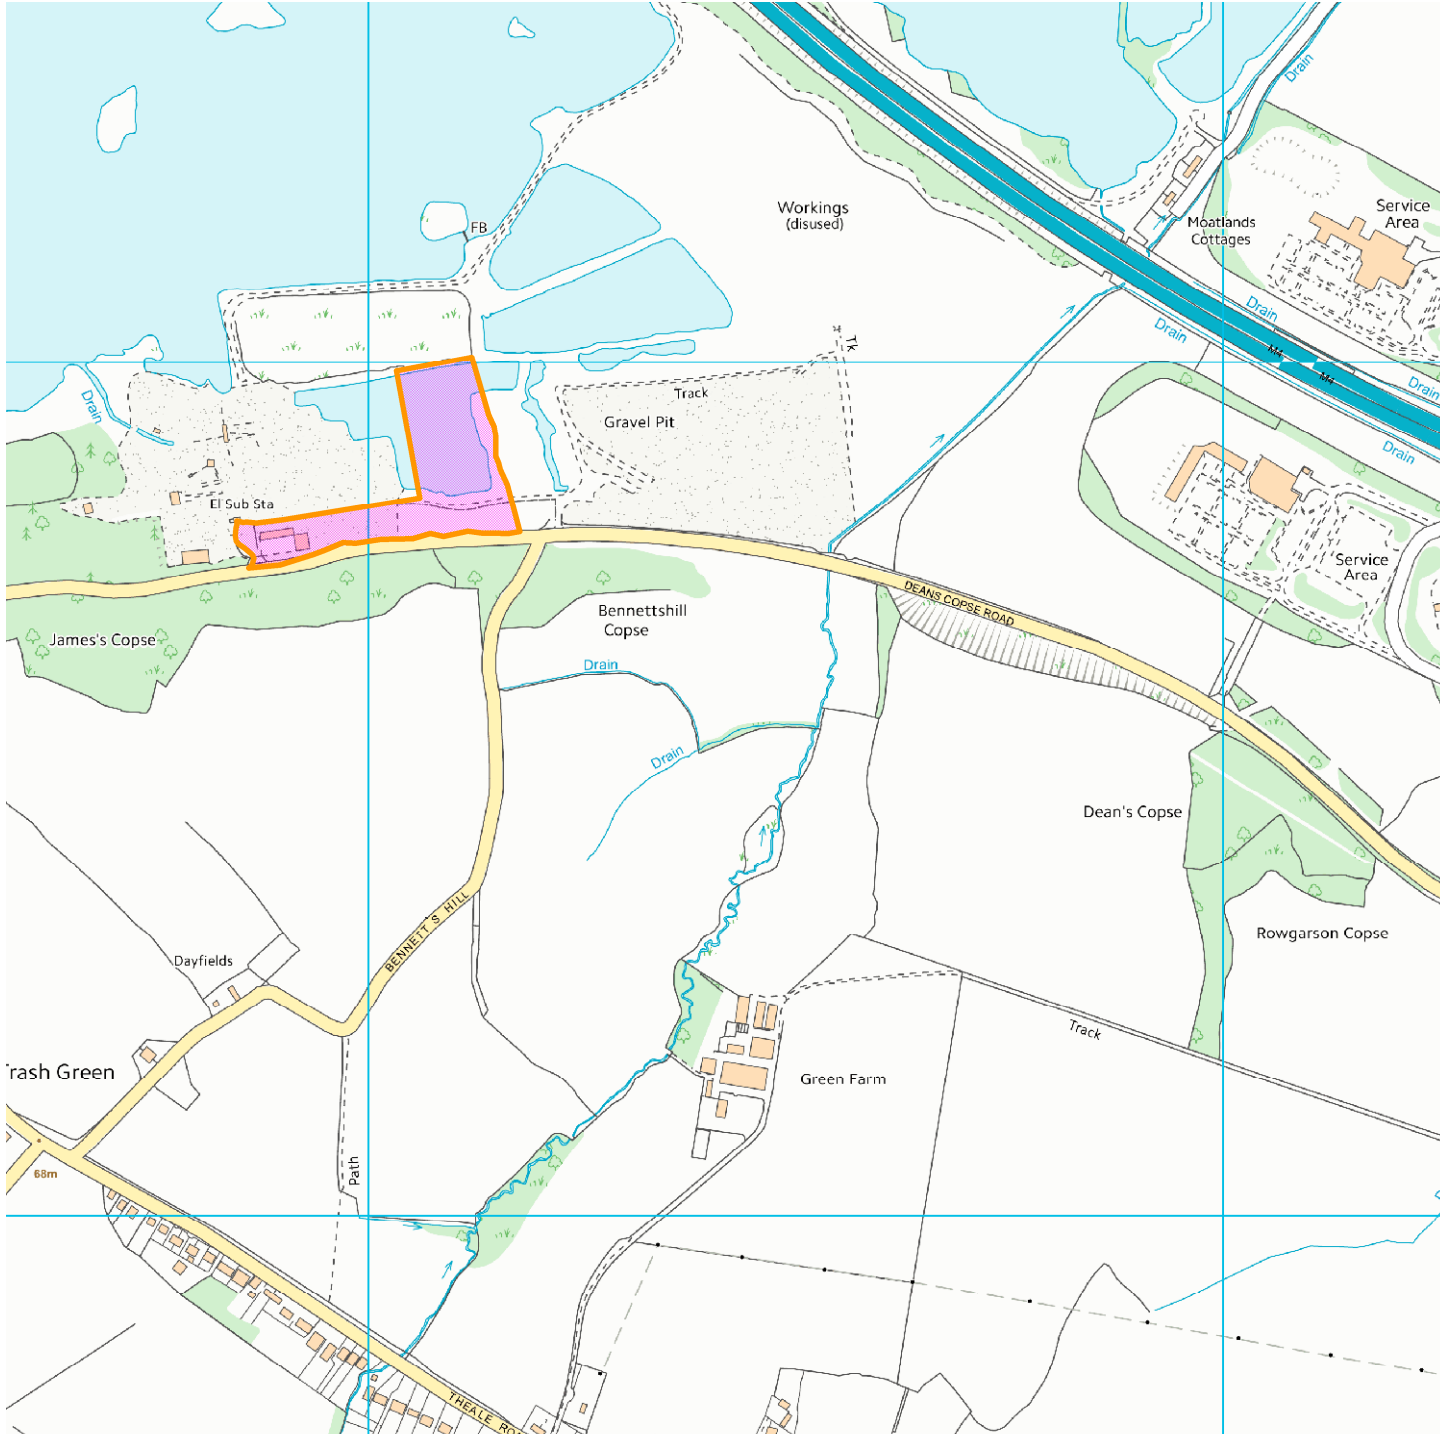 Drain
Service
Area
Workings
(disused)
Moatlands
Cottages
FB
Drain
Drain
Tk
M4
M4
Drain
Track
Drain
Gravel Pit
Drain
El Sub Sta
Service
Area
DEANS COPSE ROAD
Bennettshill
Copse
James's Copse
Drain
Drain
Dean's Copse
BENNETT'S HILL
Rowgarson Copse
Dayfields
Track
Trash Green
Green Farm
Path
68m
THEALE